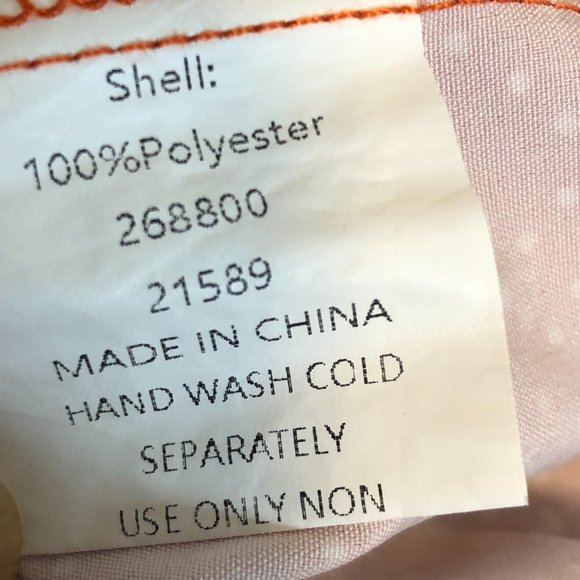 Shell:
100%Polyester
268800
21589
MADE IN CHINA
HAND WASH COLD
SEPARATELY
USE ONLY NON